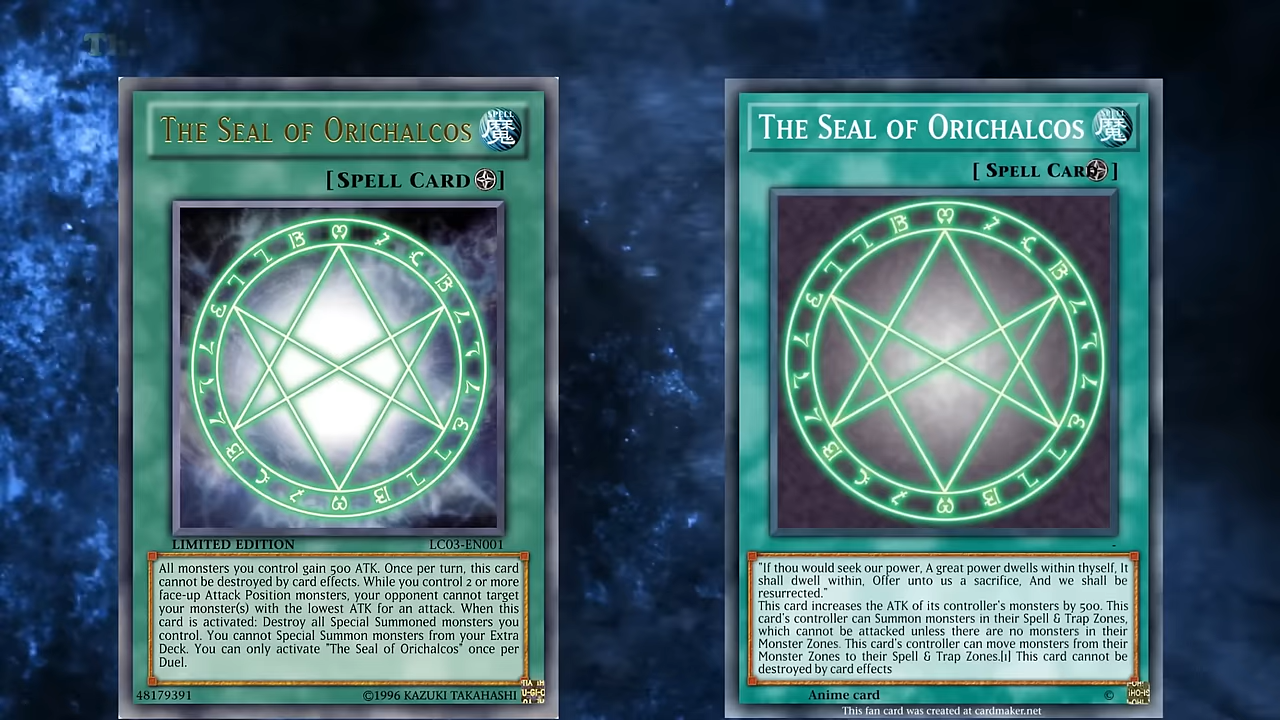 Th
THE SEAL OF ORICHALCOS
SPELL
魔
[SPELL CARD]
LIMITED EDITION
LC03-EN001
All monsters you control gain 500 ATK. Once per turn, this card
cannot be destroyed by card effects. While you control 2 or more
face-up Attack Position monsters, your opponent cannot target
your monster(s) with the lowest ATK for an attack. When this
card is activated: Destroy all Special Summoned monsters you
control. You cannot Special Summon monsters from your Extra
Deck. You can only activate "The Seal of Orichalcos" once per
Duel.
48179391
©1996 KAZUKI TAKAHASHI
THE SEAL OF ORICHALCOS
魔
[ SPELL CARD ]
"If thou would seek our power, A great power dwells within thyself, It
shall dwell within, Offer unto us a sacrifice, And we shall be
resurrected."
This card increases the ATK of its controller's monsters by 500. This
card's controller can Summon monsters in their Spell & Trap Zones,
which cannot be attacked unless there are no monsters in their
Monster Zones. This card's controller can move monsters from their
Monster Zones to their Spell & Trap Zones.[1] This card cannot be
destroyed by card effects
Anime card
©
This fan card was created at cardmaker.net